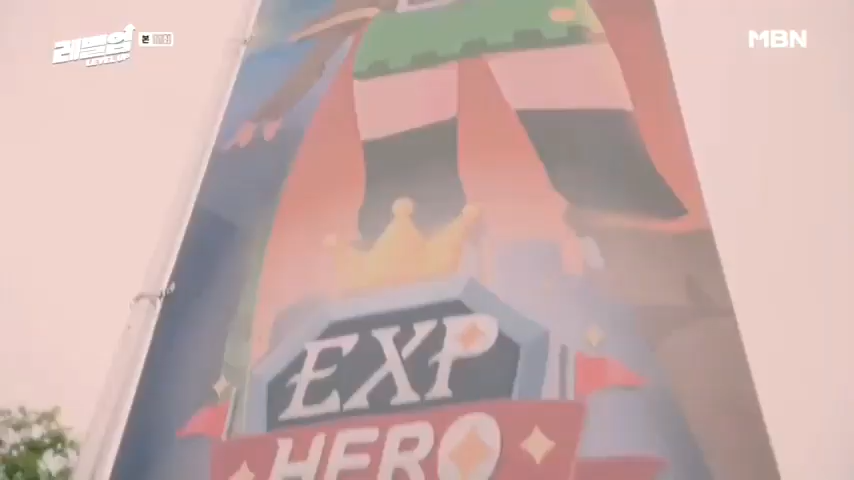 레벨업
LEVEL UP
본
MBN
EXP
HERO